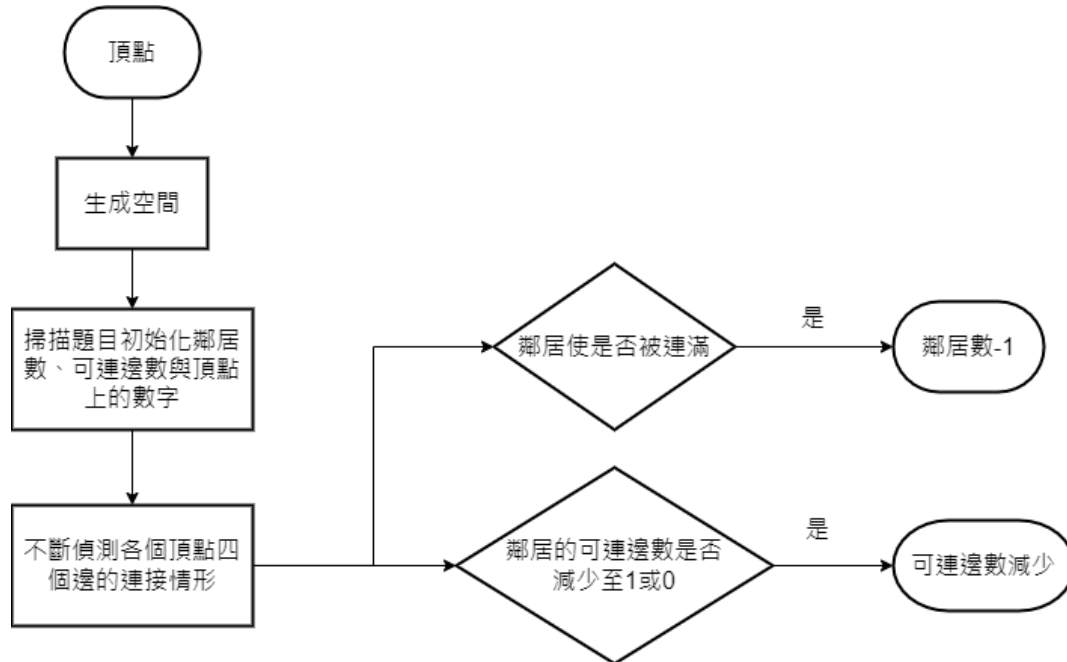 頂點
生成空間
掃描題目初始化鄰居
數、可連邊數與頂點
上的數字
不斷偵測各個頂點四
個邊的連接情形
鄰居使是否被連滿
是
鄰居數-1
鄰居的可連邊數是否
減少至1或0
是
可連邊數減少